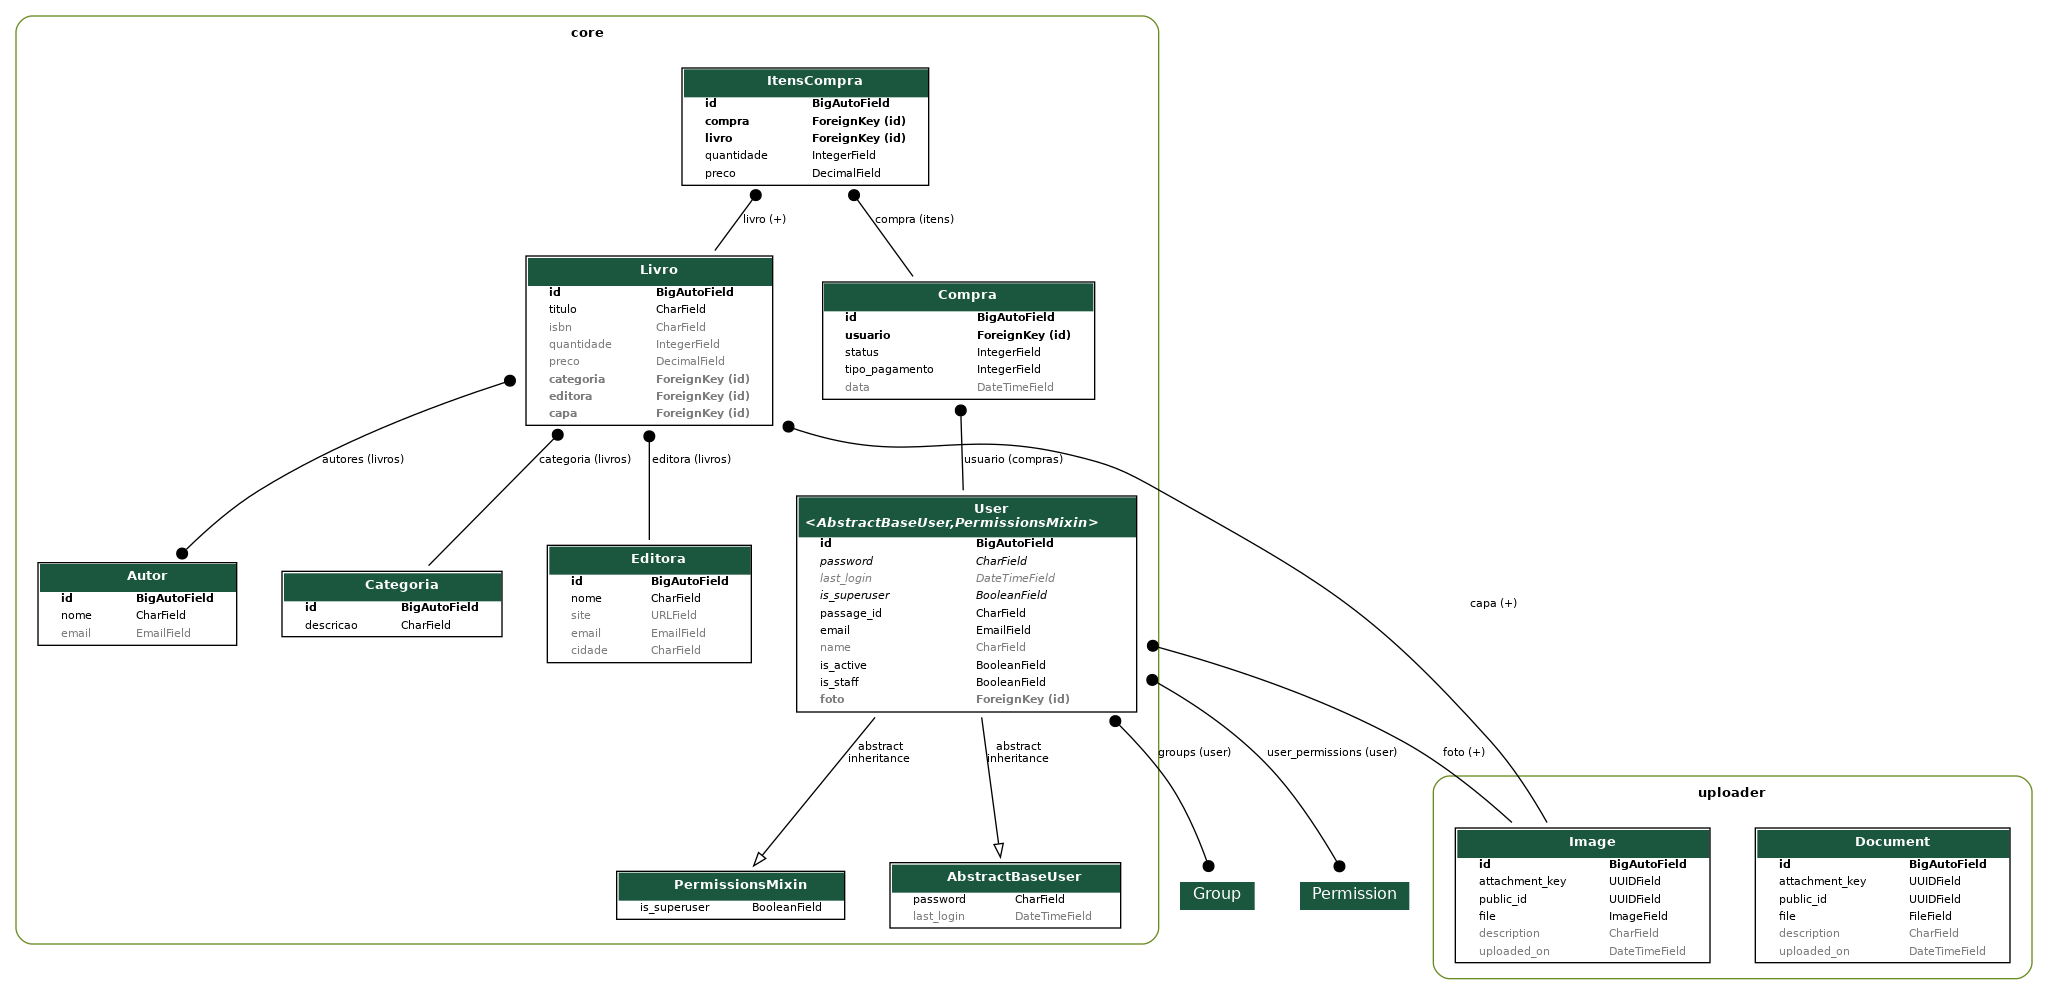 core
ItensCompra
id BigAutoField
compra ForeignKey (id)
livro ForeignKey (id)
quantidade IntegerField
preco DecimalField
livro (+)
compra (itens)
Livro
id BigAutoField
titulo CharField
isbn CharField
quantidade IntegerField
preco DecimalField
categoria ForeignKey (id)
editora ForeignKey (id)
capa ForeignKey (id)
Compra
id BigAutoField
usuario ForeignKey (id)
status IntegerField
tipo_pagamento IntegerField
data DateTimeField
autores (livros)
categoria (livros)
editora (livros)
usuario (compras)
capa (+)
Autor
id BigAutoField
nome CharField
email EmailField
Categoria
id BigAutoField
descricao CharField
Editora
id BigAutoField
nome CharField
site URLField
email EmailField
cidade CharField
User
<AbstractBaseUser,PermissionsMixin>
id BigAutoField
password CharField
last_login DateTimeField
is_superuser BooleanField
passage_id CharField
email EmailField
name CharField
is_active BooleanField
is_staff BooleanField
foto ForeignKey (id)
abstract
inheritance
abstract
inheritance
groups (user)
user_permissions (user)
foto (+)
PermissionsMixin
is_superuser BooleanField
AbstractBaseUser
password CharField
last_login DateTimeField
Group
Permission
uploader
Image
id BigAutoField
attachment_key UUIDField
public_id UUIDField
file ImageField
description CharField
uploaded_on DateTimeField
Document
id BigAutoField
attachment_key UUIDField
public_id UUIDField
file FileField
description CharField
uploaded_on DateTimeField